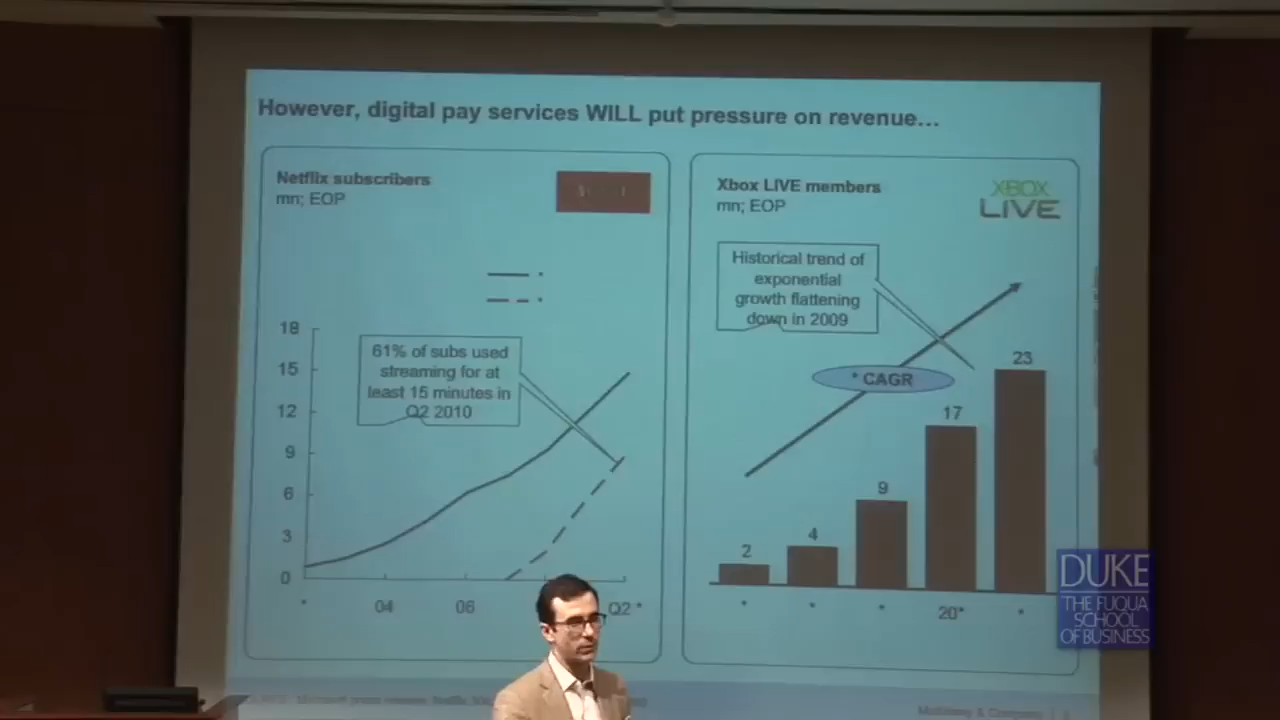 However, digital pay services WILL put pressure on revenue…
Netflix subscribers
mn; EOP
18
15
12
9
6
3
0
61% of subs used
streaming for at
least 15 minutes in
Q2 2010
*
04
06
Q2 *
Xbox LIVE members
mn; EOP
XBOX
LIVE
Historical trend of
exponential
growth flattening
down in 2009
* CAGR
2
4
9
17
23
*
*
*
20*
*
DUKE
THE FUQUA
SCHOOL
OF BUSINESS